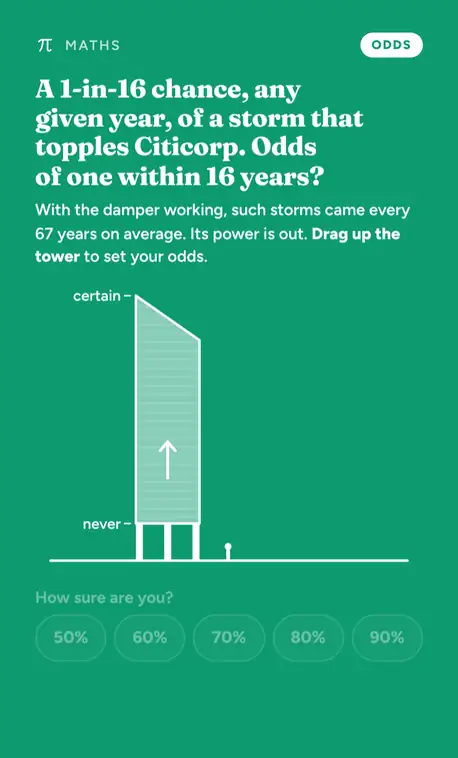 π MATHS
ODDS
A 1-in-16 chance, any
given year, of a storm that
topples Citicorp. Odds
of one within 16 years?
With the damper working, such storms came every
67 years on average. Its power is out. Drag up the
tower to set your odds.
certain
never
How sure are you?
50% 60% 70% 80% 90%